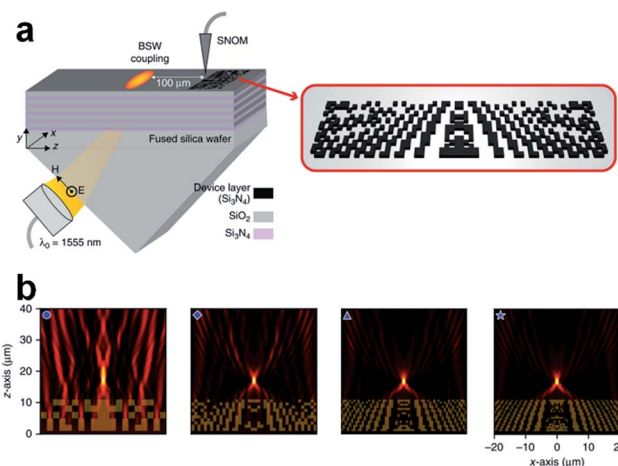 a
BSW
coupling
SNOM
100 μm
y
x
z
Fused silica wafer
H
E
Device layer
(Si₃N₄)
SiO₂
Si₃N₄
λ₀ = 1555 nm
b
z-axis (μm)
40
30
20
10
0
−20 −10 0 10 20
x-axis (μm)